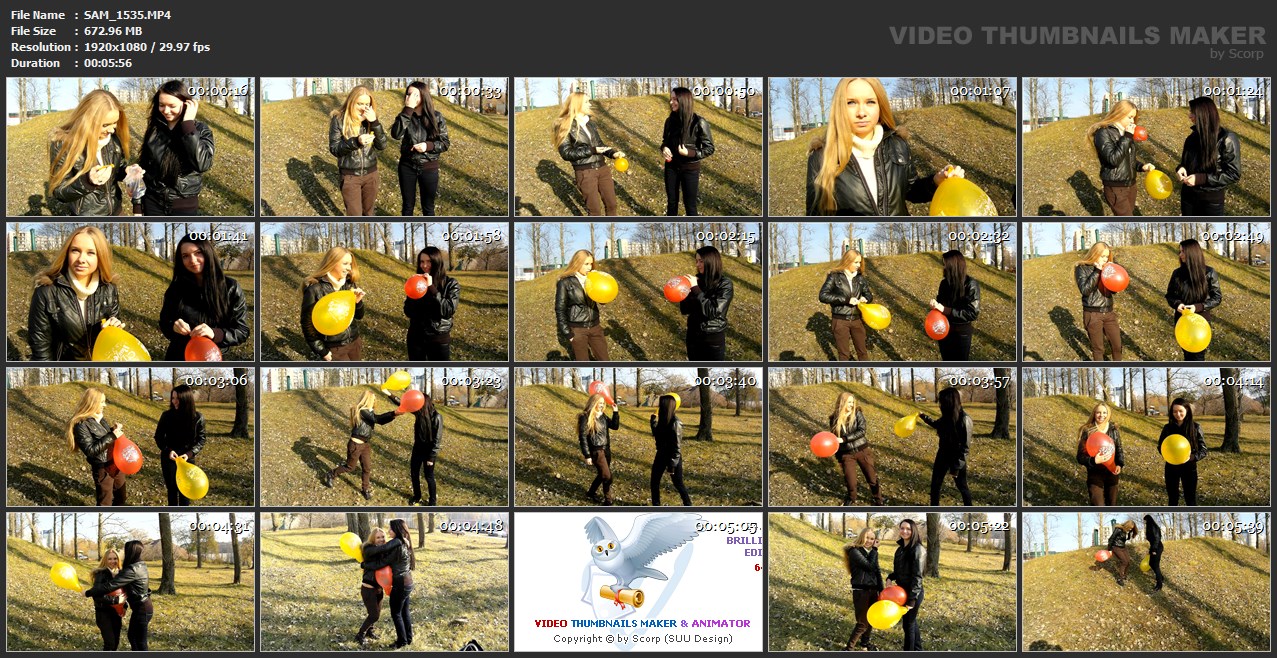 File Name : SAM_1535.MP4
File Size : 672.96 MB
Resolution : 1920x1080 / 29.97 fps
Duration : 00:05:56
VIDEO THUMBNAILS MAKER
by Scorp
00:00:16
00:00:33
00:00:50
00:01:07
00:01:24
00:01:41
00:01:58
00:02:15
00:02:32
00:02:49
00:03:06
00:03:23
00:03:40
00:03:57
00:04:14
00:04:31
00:04:48
00:05:05
BRILLI
EDI
6
VIDEO THUMBNAILS MAKER & ANIMATOR
Copyright © by Scorp (SUU Design)
00:05:22
00:05:39